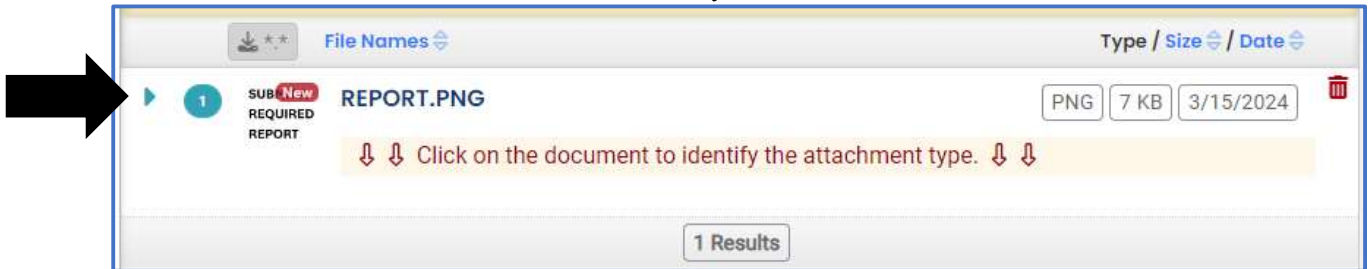 *.* File Names Type / Size / Date
1 New REPORT.PNG PNG 7 KB 3/15/2024
REQUIRED
REPORT
⇩ ⇩ Click on the document to identify the attachment type. ⇩ ⇩
1 Results